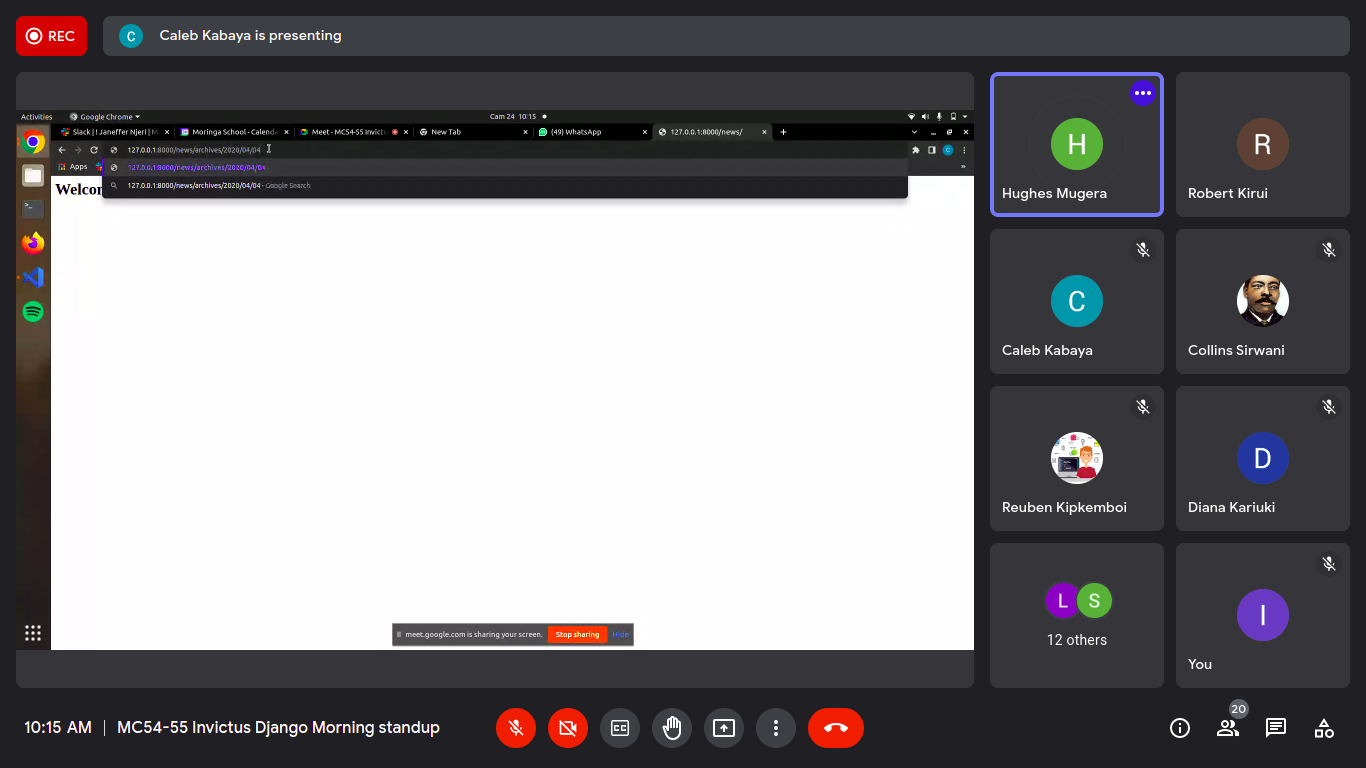 REC
C
Caleb Kabaya is presenting
Activities
Google Chrome
Cam 24 10:15
Slack | ! Janeffer Njeri | M
Moringa School - Calenda
Meet - MC54-55 Invictu
New Tab
(49) WhatsApp
127.0.0.1:8000/news/
127.0.0.1:8000/news/archives/2020/04/04
C
Apps
127.0.0.1:8000/news/archives/2020/04/04
127.0.0.1:8000/news/archives/2020/04/04 - Google Search
Welcom
meet.google.com is sharing your screen.
Stop sharing
Hide
H
Hughes Mugera
R
Robert Kirui
C
Caleb Kabaya
Collins Sirwani
Reuben Kipkemboi
D
Diana Kariuki
L S
12 others
I
You
10:15 AM | MC54-55 Invictus Django Morning standup
20